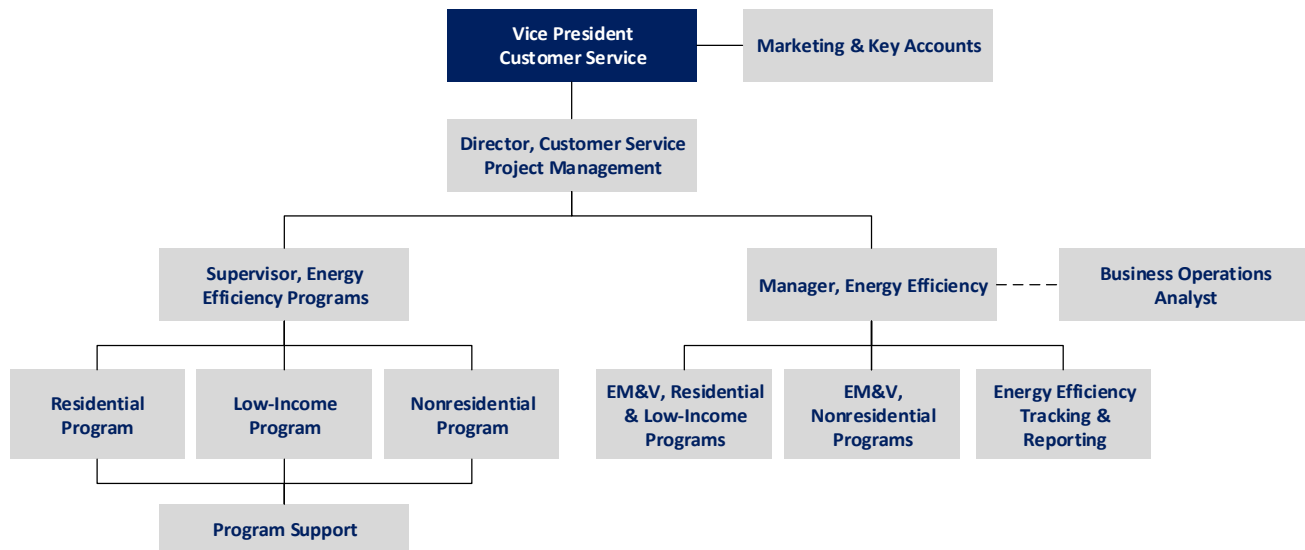 Vice President
Customer Service
Marketing & Key Accounts
Director, Customer Service
Project Management
Supervisor, Energy
Efficiency Programs
Manager, Energy Efficiency
Business Operations
Analyst
Residential
Program
Low-Income
Program
Nonresidential
Program
EM&V, Residential
& Low-Income
Programs
EM&V,
Nonresidential
Programs
Energy Efficiency
Tracking &
Reporting
Program Support